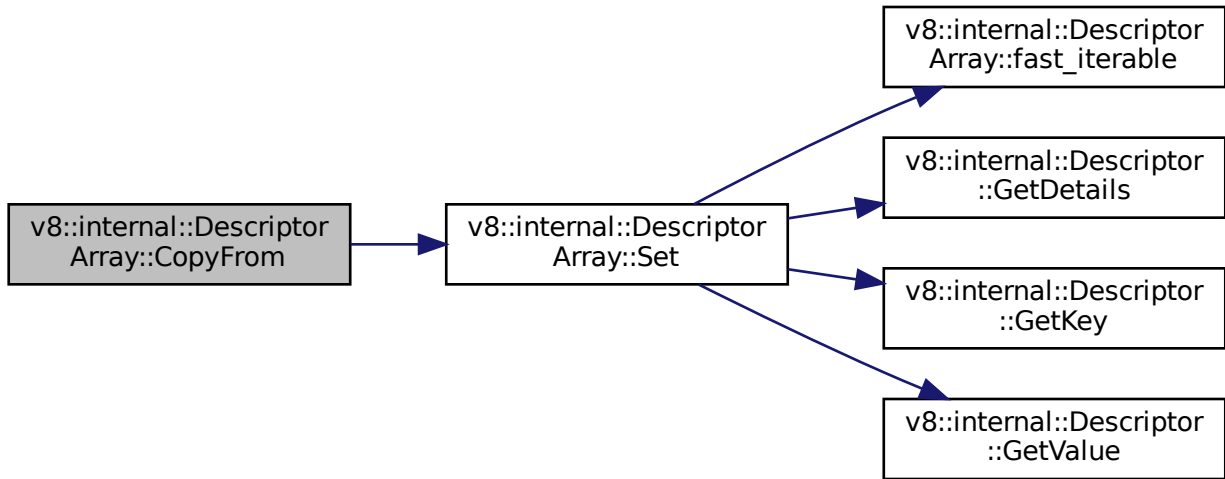 v8::internal::Descriptor
Array::CopyFrom
v8::internal::Descriptor
Array::Set
v8::internal::Descriptor
Array::fast_iterable
v8::internal::Descriptor
::GetDetails
v8::internal::Descriptor
::GetKey
v8::internal::Descriptor
::GetValue